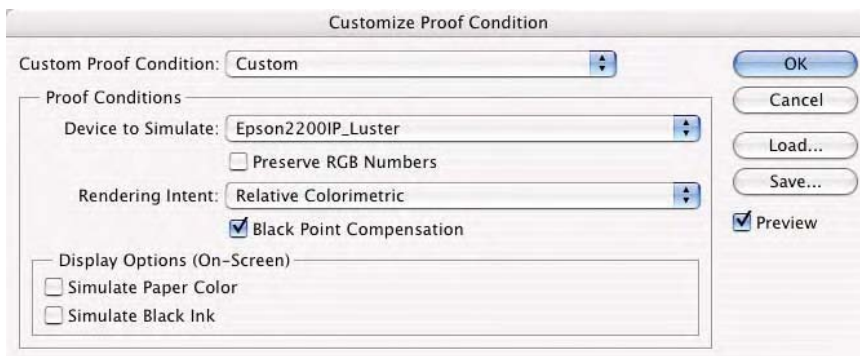 Customize Proof Condition
Custom Proof Condition: Custom
OK
Proof Conditions
Cancel
Device to Simulate: Epson2200IP_Luster
Preserve RGB Numbers
Load...
Rendering Intent: Relative Colorimetric
Save...
Black Point Compensation
Preview
Display Options (On-Screen)
Simulate Paper Color
Simulate Black Ink